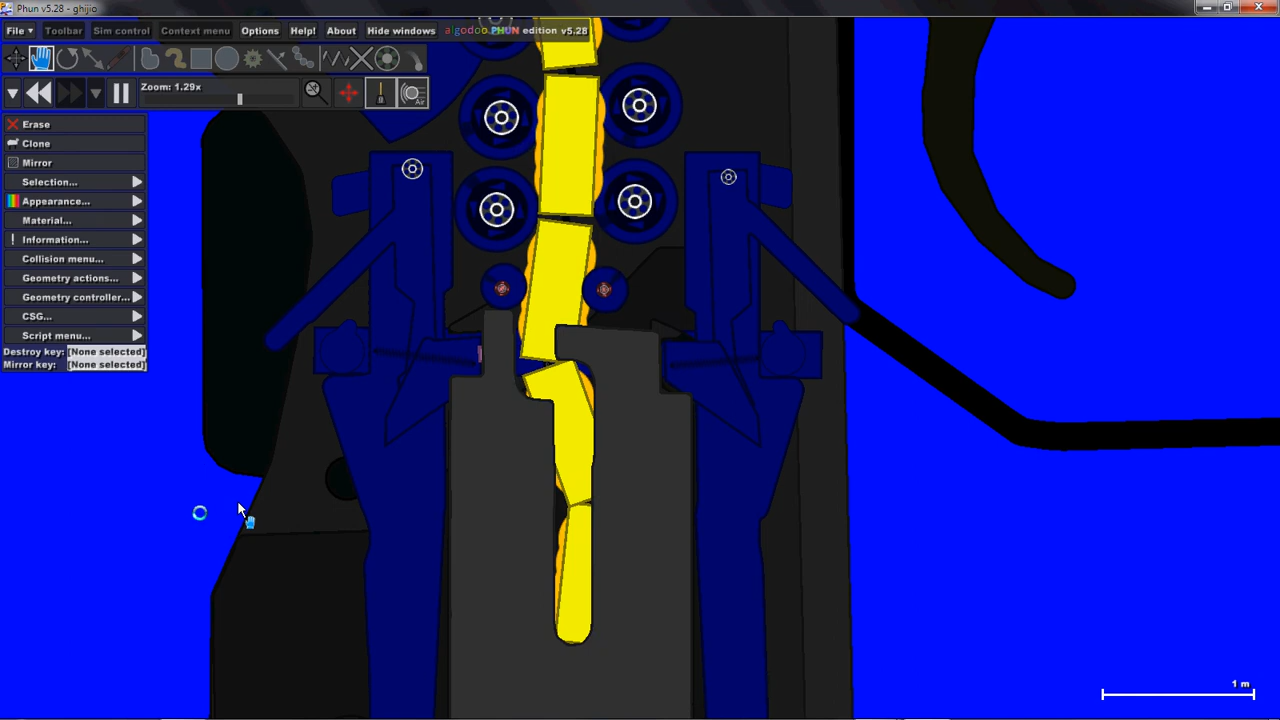 Phun v5.28 - ghijio
File Toolbar Sim control Context menu Options Help! About Hide windows algodoo PHUN edition v5.28
Zoom: 1.29x
Air
Erase
Clone
Mirror
Selection...
Appearance...
Material...
Information...
Collision menu...
Geometry actions...
Geometry controller...
CSG...
Script menu...
Destroy key: [None selected]
Mirror key: [None selected]
1 m